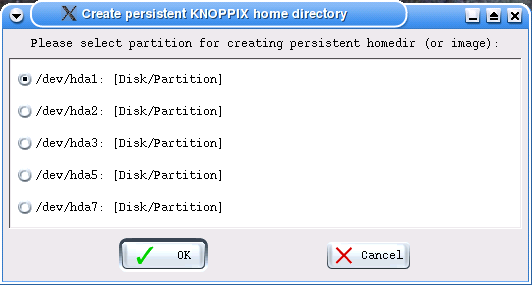 Create persistent KNOPPIX home directory
Please select partition for creating persistent homedir (or image):
/dev/hda1: [Disk/Partition]
/dev/hda2: [Disk/Partition]
/dev/hda3: [Disk/Partition]
/dev/hda5: [Disk/Partition]
/dev/hda7: [Disk/Partition]
OK
Cancel